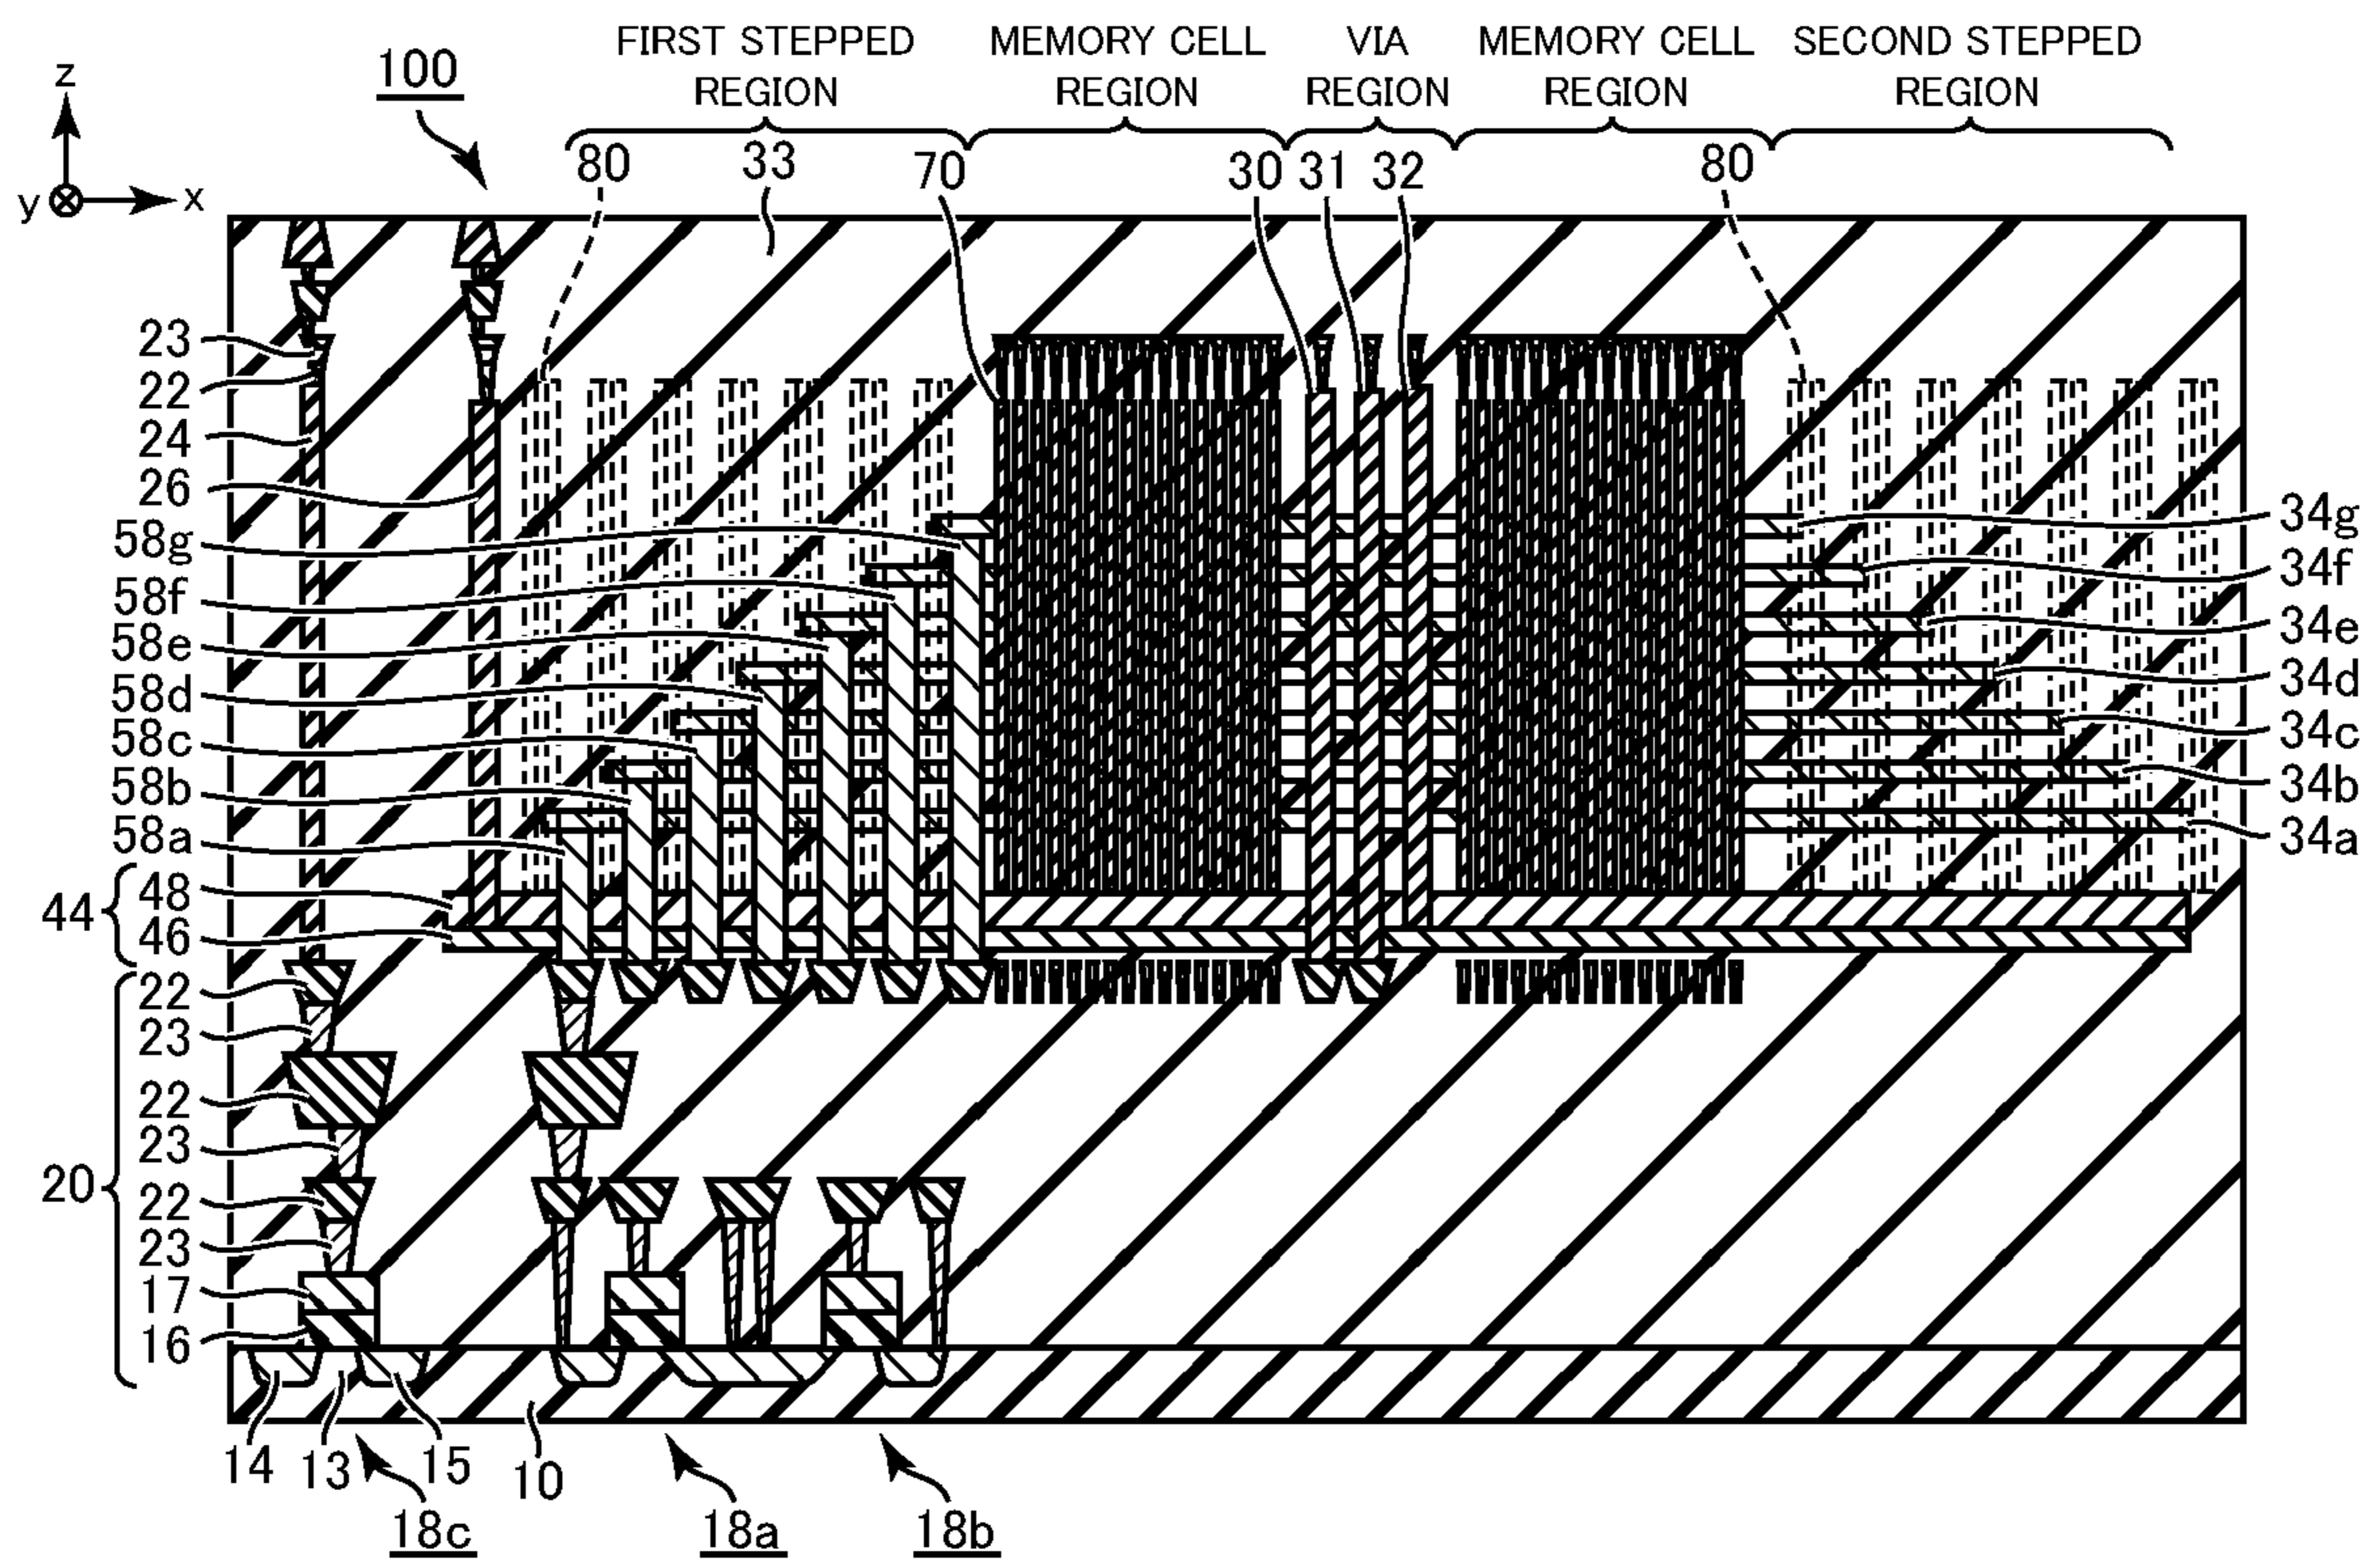 FIRST STEPPED REGION
MEMORY CELL REGION
VIA REGION
MEMORY CELL REGION
SECOND STEPPED REGION
z
y
x
100
80
33
70
30
31
32
80
23
22
24
26
58g
58f
58e
58d
58c
58b
58a
44
48
46
20
22
23
22
23
22
23
17
16
34g
34f
34e
34d
34c
34b
34a
14
13
15
10
18c
18a
18b